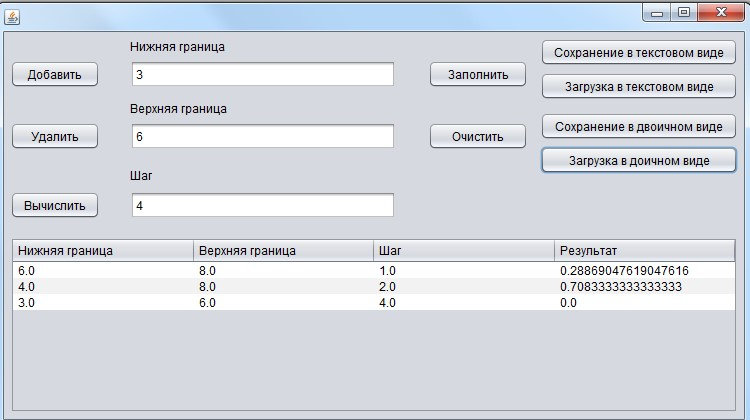 Нижняя граница
Сохранение в текстовом виде
Добавить
3
Заполнить
Загрузка в текстовом виде
Верхняя граница
Сохранение в двоичном виде
Удалить
6
Очистить
Загрузка в доичном виде
Шаг
Вычислить
4
Нижняя граница Верхняя граница Шаг Результат
6.0 8.0 1.0 0.28869047619047616
4.0 8.0 2.0 0.7083333333333333
3.0 6.0 4.0 0.0